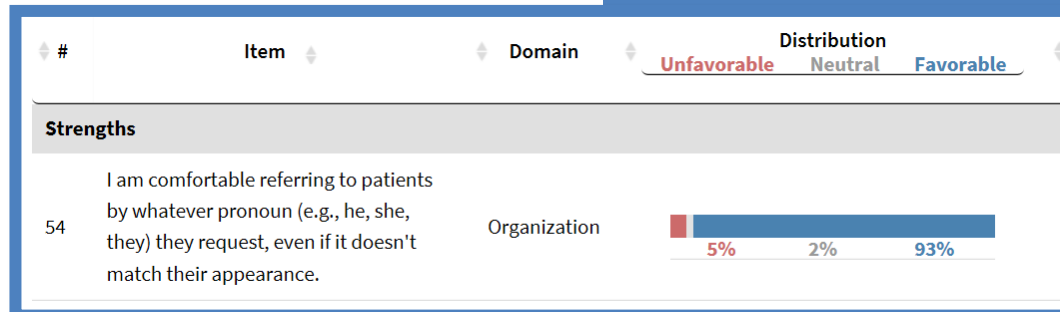 # Item Domain Distribution
Unfavorable Neutral Favorable
Strengths
I am comfortable referring to patients
by whatever pronoun (e.g., he, she,
54 Organization
they) they request, even if it doesn't
match their appearance.
5% 2% 93%